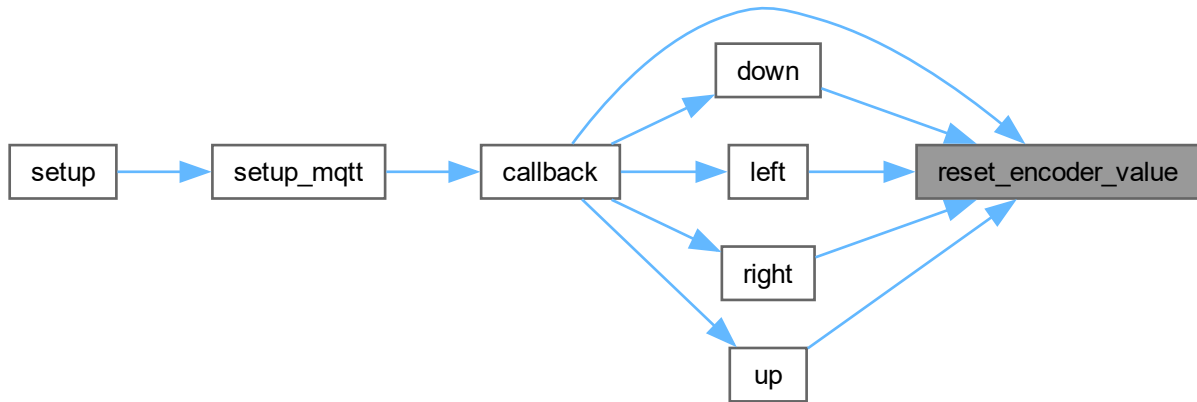 setup
setup_mqtt
callback
down
left
right
up
reset_encoder_value